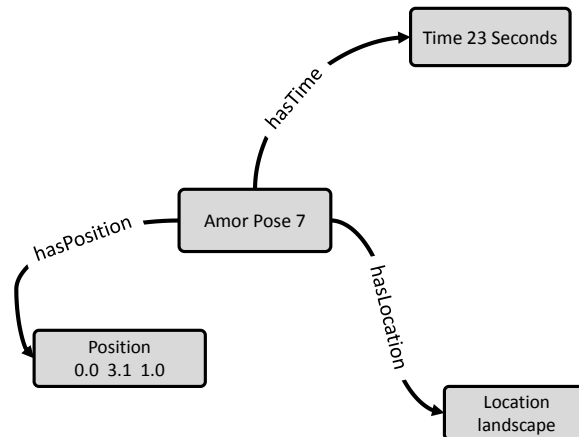 Time 23 Seconds
hasTime
Amor Pose 7
hasPosition
hasLocation
Position
0.0 3.1 1.0
Location
landscape